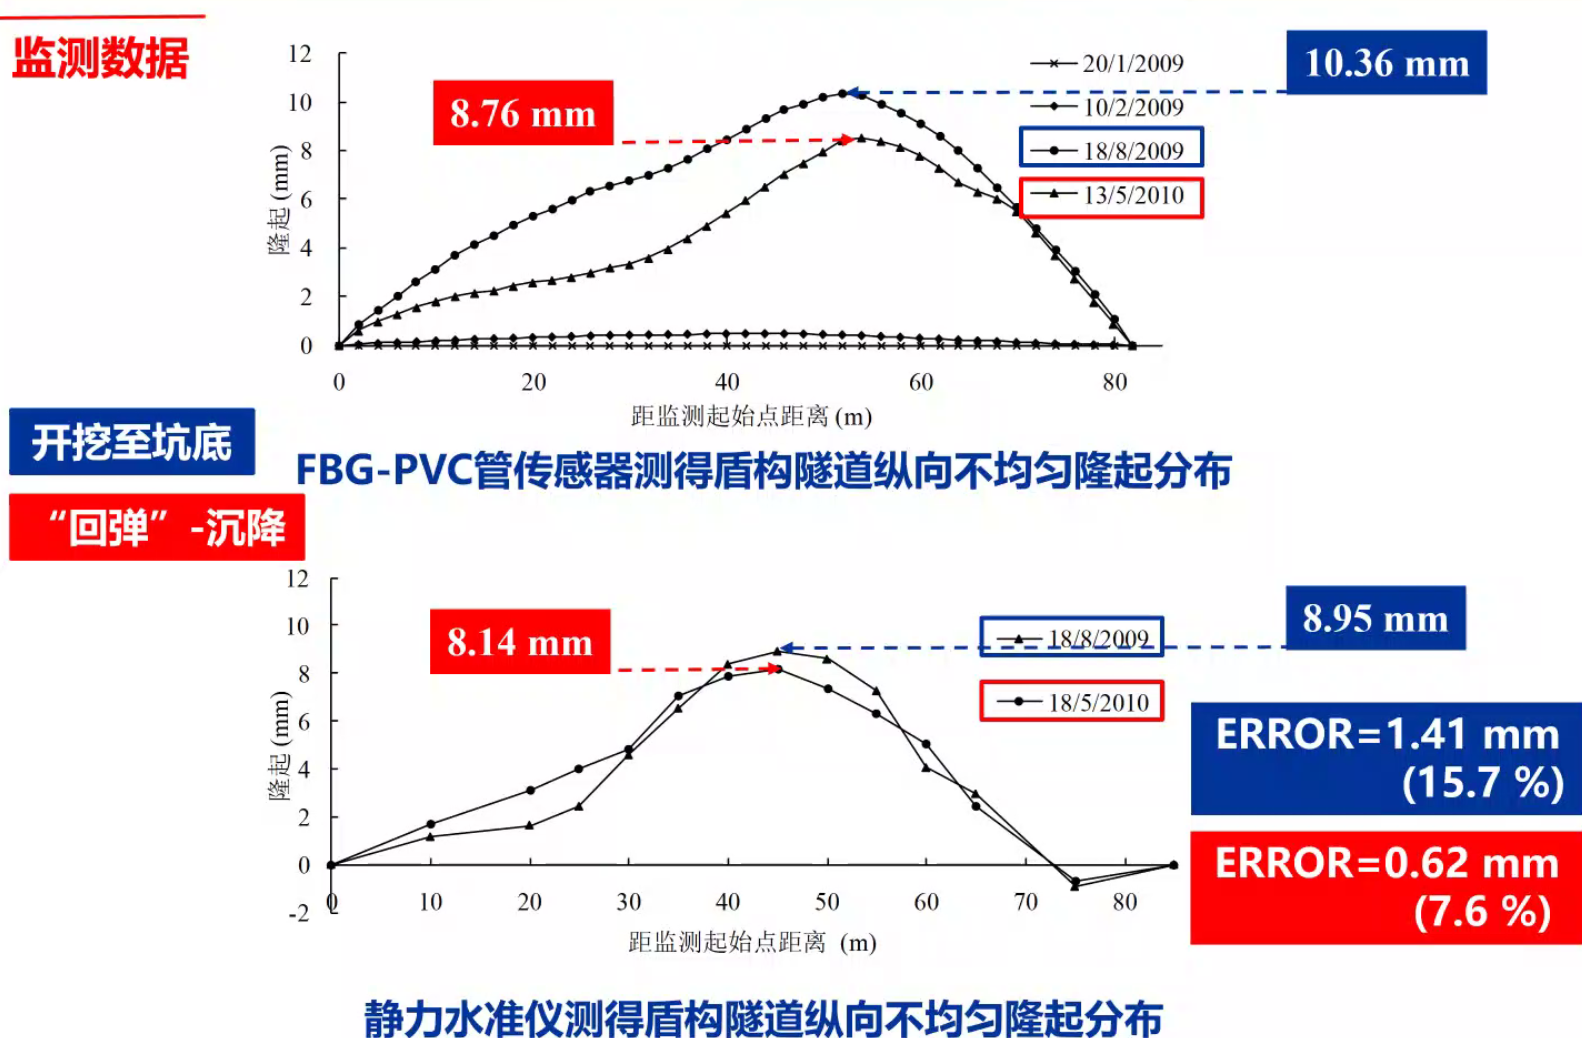 监测数据
12
10
8
6
4
2
0
隆起 (mm)
8.76 mm
20/1/2009
10/2/2009
18/8/2009
13/5/2010
10.36 mm
0 20 40 60 80
距监测起始点距离 (m)
开挖至坑底
FBG-PVC管传感器测得盾构隧道纵向不均匀隆起分布
“回弹”-沉降
12
10
8
6
4
2
0
-2
隆起 (mm)
8.14 mm
18/8/2009
18/5/2010
8.95 mm
ERROR=1.41 mm
(15.7 %)
ERROR=0.62 mm
(7.6 %)
0 10 20 30 40 50 60 70 80
距监测起始点距离 (m)
静力水准仪测得盾构隧道纵向不均匀隆起分布